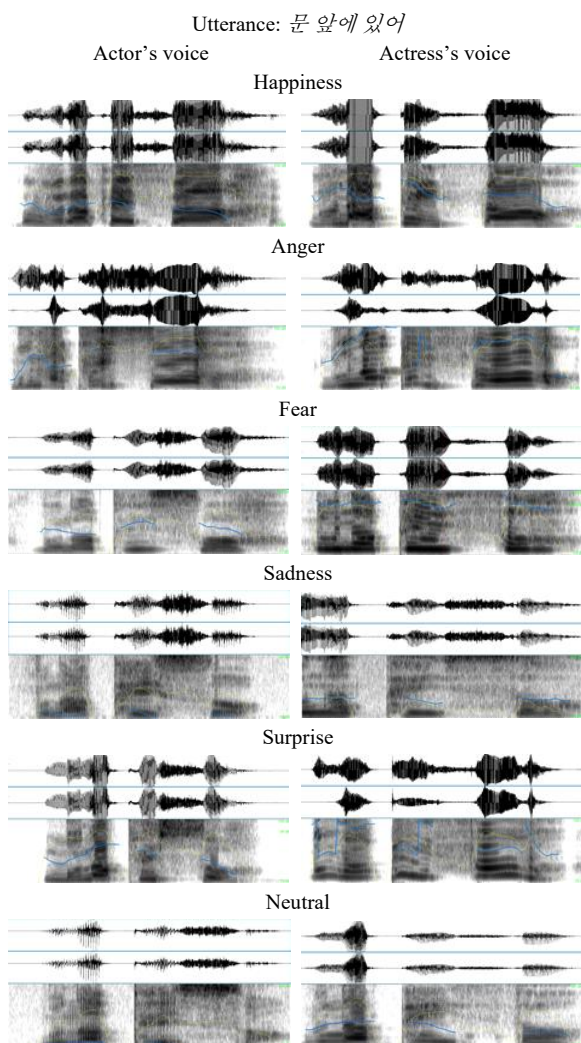 Utterance: 문 앞에 있어
Actor’s voice Actress’s voice
Happiness
Anger
Fear
Sadness
Surprise
Neutral